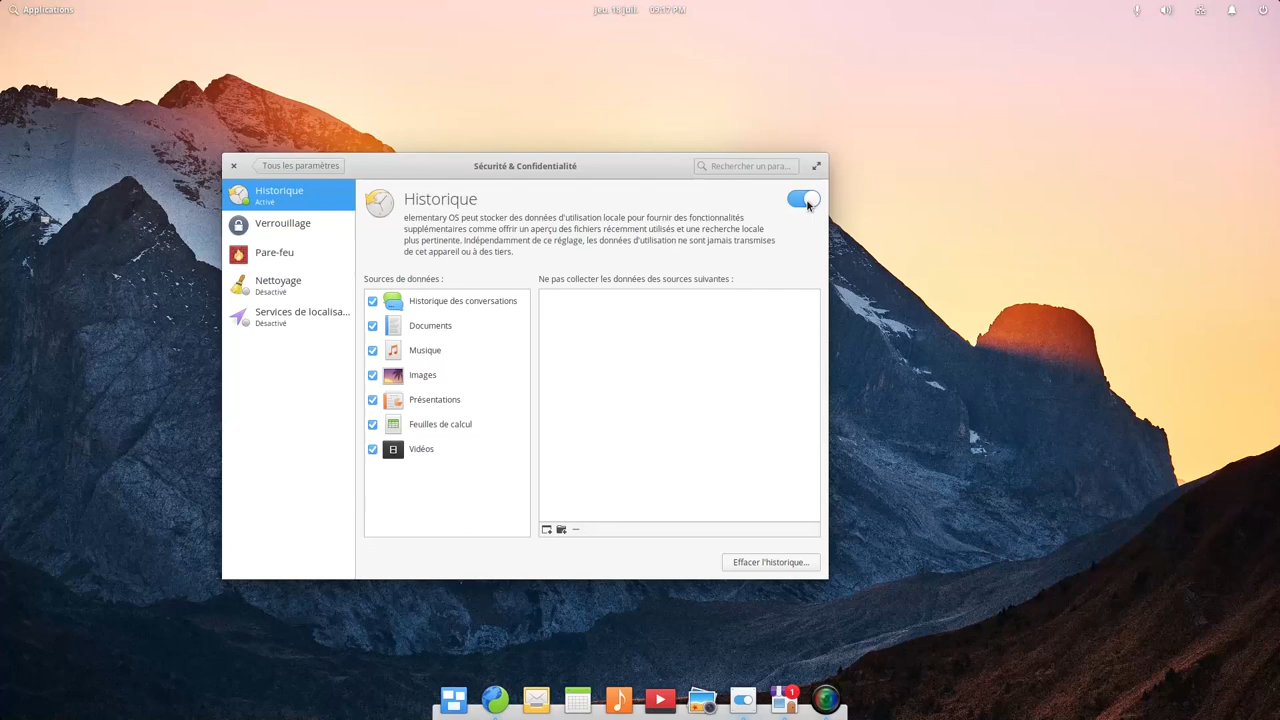 Applications
jeu. 18 juil. 09:17 PM
Tous les paramètres
Sécurité & Confidentialité
Rechercher un para...
Historique
Activé
Verrouillage
Pare-feu
Nettoyage
Désactivé
Services de localisa...
Désactivé
Historique
elementary OS peut stocker des données d'utilisation locale pour fournir des fonctionnalités
supplémentaires comme offrir un aperçu des fichiers récemment utilisés et une recherche locale
plus pertinente. Indépendamment de ce réglage, les données d'utilisation ne sont jamais transmises
de cet appareil ou à des tiers.
Sources de données :
Historique des conversations
Documents
Musique
Images
Présentations
Feuilles de calcul
Vidéos
Ne pas collecter les données des sources suivantes :
Effacer l'historique...
1